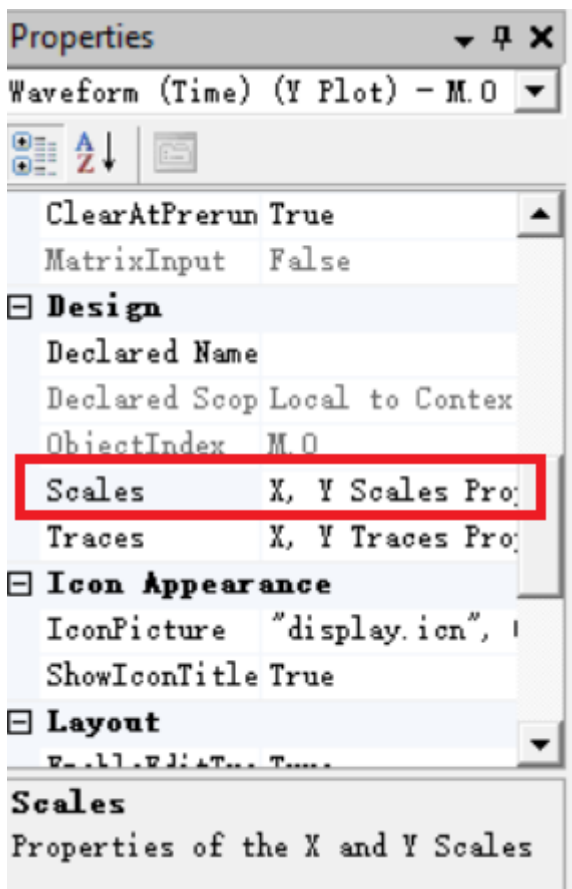 Properties
Waveform (Time) (Y Plot) - M.0
A
Z
ClearAtPrerun True
MatrixInput False
Design
Declared Name
Declared Scop Local to Contex
ObjectIndex M.0
Scales X, Y Scales Pro
Traces X, Y Traces Pro
Icon Appearance
IconPicture "display.icn",
ShowIconTitle True
Layout
Scales
Properties of the X and Y Scales